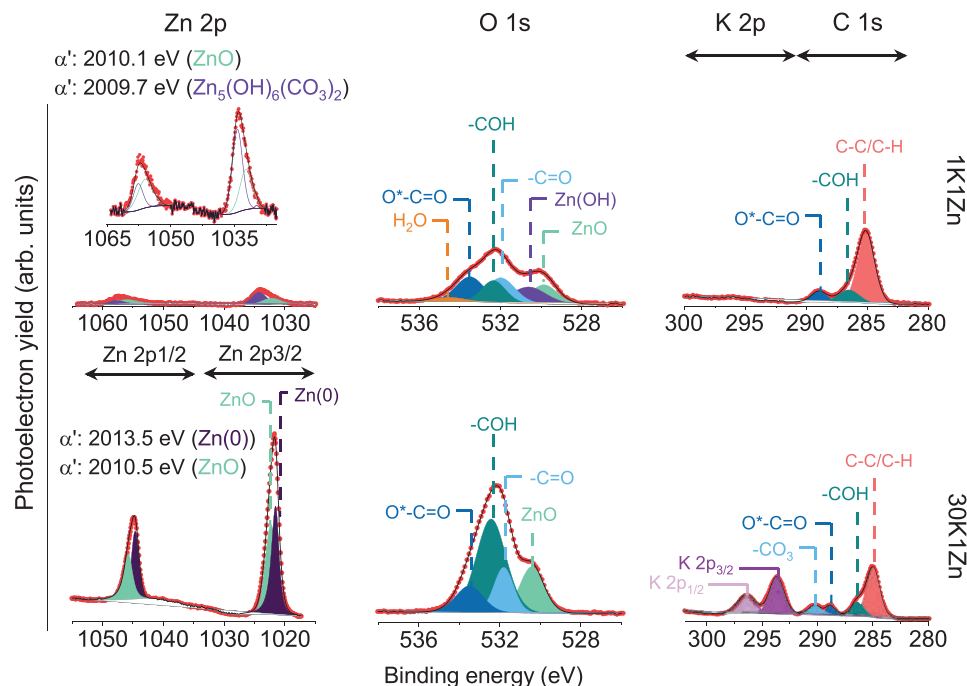 Zn 2p
O 1s
K 2p
C 1s
α': 2010.1 eV (ZnO)
α': 2009.7 eV (Zn5(OH)6(CO3)2)
Photoelectron yield (arb. units)
1065 1050 1035
1060 1050 1040 1030
-COH
-C=O
O*-C=O
Zn(OH)
H2O
ZnO
536 532 528
C-C/C-H
-COH
O*-C=O
300 295 290 285 280
1K1Zn
Zn 2p1/2
Zn 2p3/2
ZnO
Zn(0)
α': 2013.5 eV (Zn(0))
α': 2010.5 eV (ZnO)
1050 1040 1030 1020
-COH
-C=O
O*-C=O
ZnO
536 532 528
C-C/C-H
-COH
O*-C=O
-CO3
K 2p3/2
K 2p1/2
300 295 290 285 280
30K1Zn
Binding energy (eV)